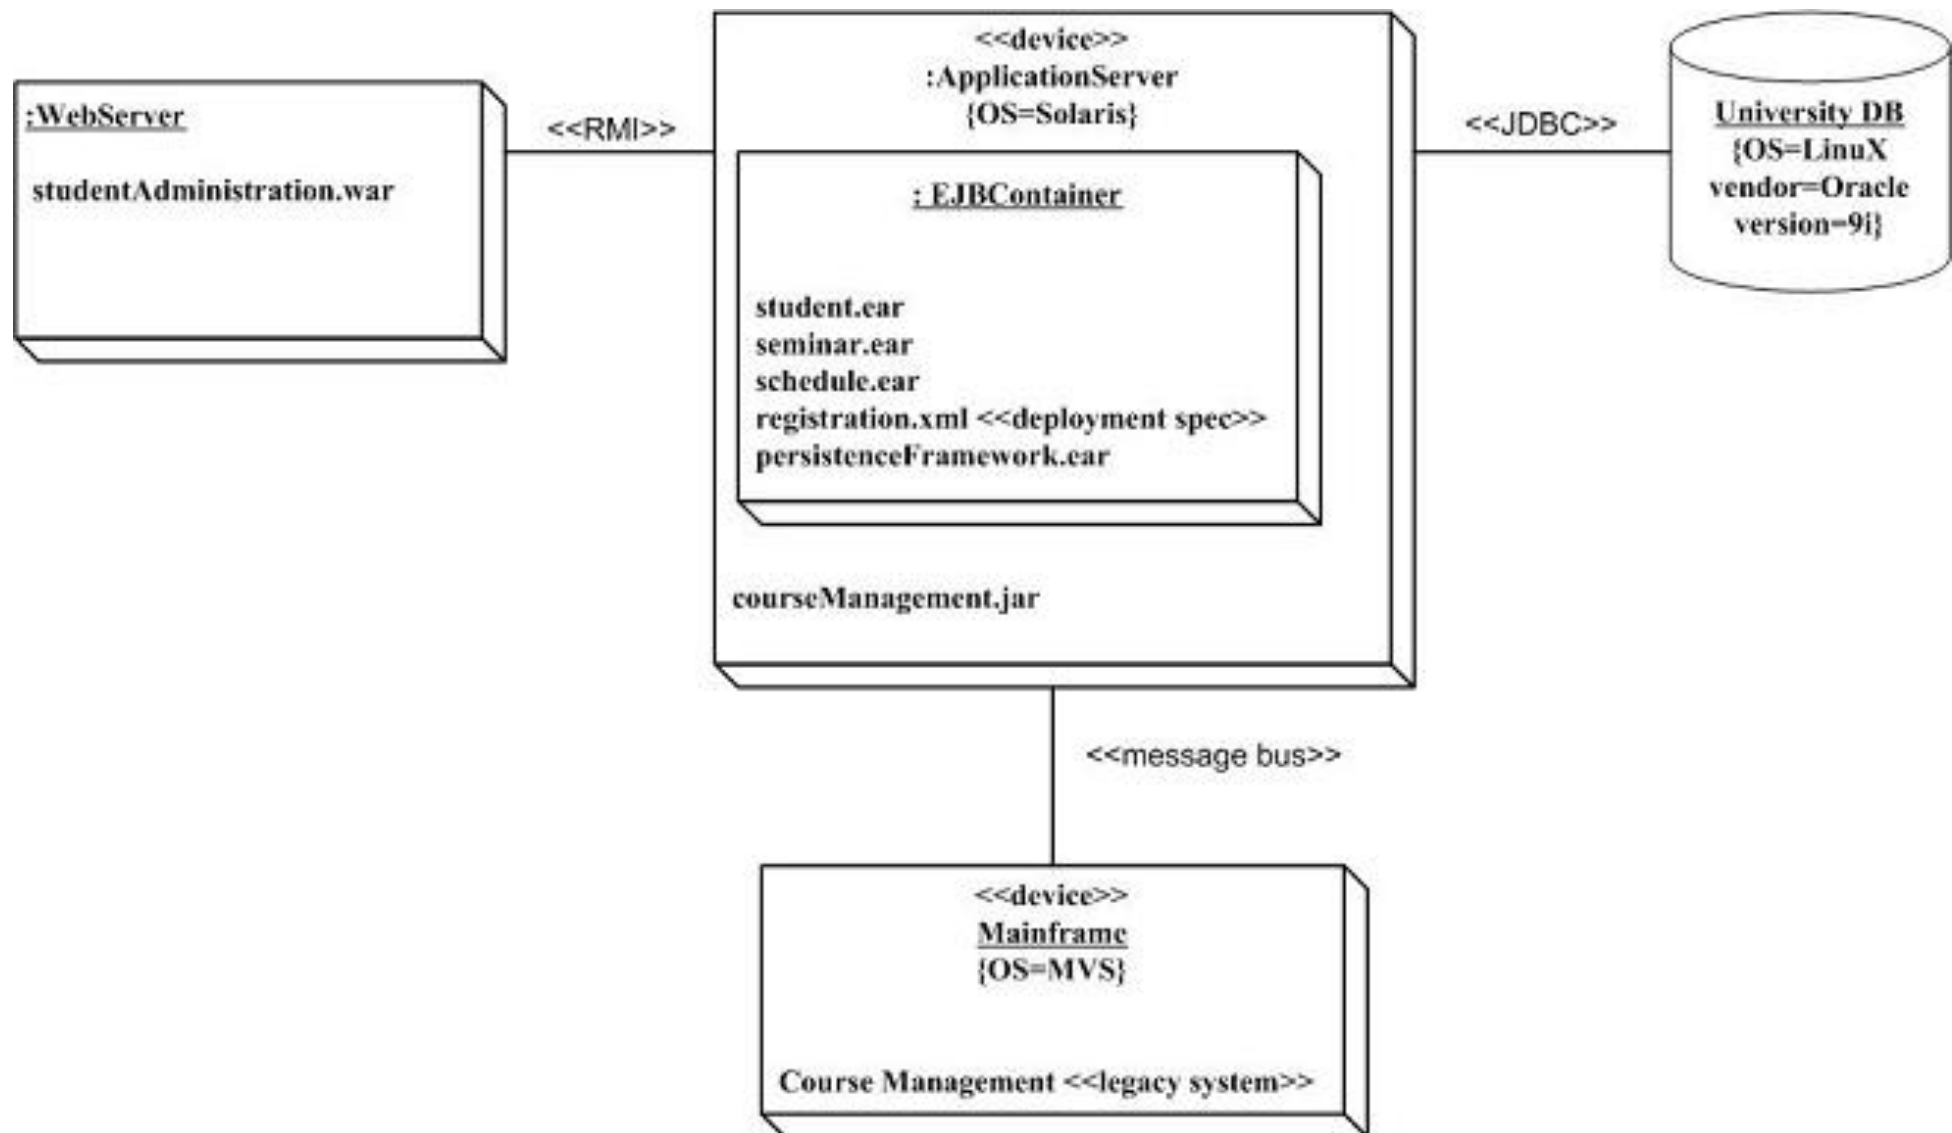 :WebServer
studentAdministration.war
<<RMI>>
<<device>>
:ApplicationServer
{OS=Solaris}
: EJBContainer
student.ear
seminar.ear
schedule.ear
registration.xml <<deployment spec>>
persistenceFramework.ear
courseManagement.jar
<<JDBC>>
University DB
{OS=LinuX
vendor=Oracle
version=9i}
<<message bus>>
<<device>>
Mainframe
{OS=MVS}
Course Management <<legacy system>>